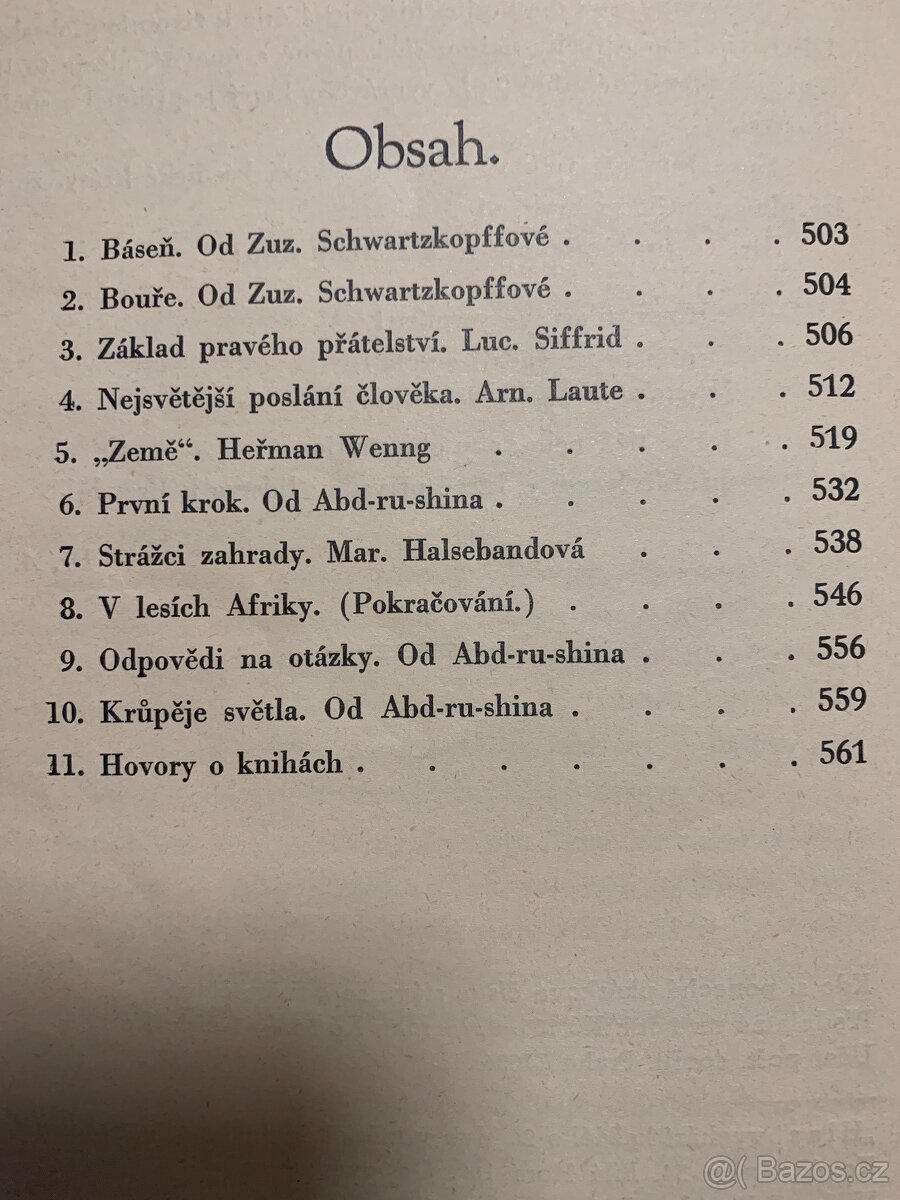 Obsah.
1. Báseň. Od Zuz. Schwartzkopffové . . . . 503
2. Bouře. Od Zuz. Schwartzkopffové . . . . 504
3. Základ pravého přátelství. Luc. Siffrid . . . 506
4. Nejsvětější poslání člověka. Arn. Laute . . . 512
5. „Země“. Heřman Wenng . . . . . 519
6. První krok. Od Abd-ru-shina . . . . . 532
7. Strážci zahrady. Mar. Halsebandová . . . 538
8. V lesích Afriky. (Pokračování.) . . . . 546
9. Odpovědi na otázky. Od Abd-ru-shina . . . 556
10. Krůpěje světla. Od Abd-ru-shina . . . . 559
11. Hovory o knihách . . . . . . . 561
@( Bazos.cz